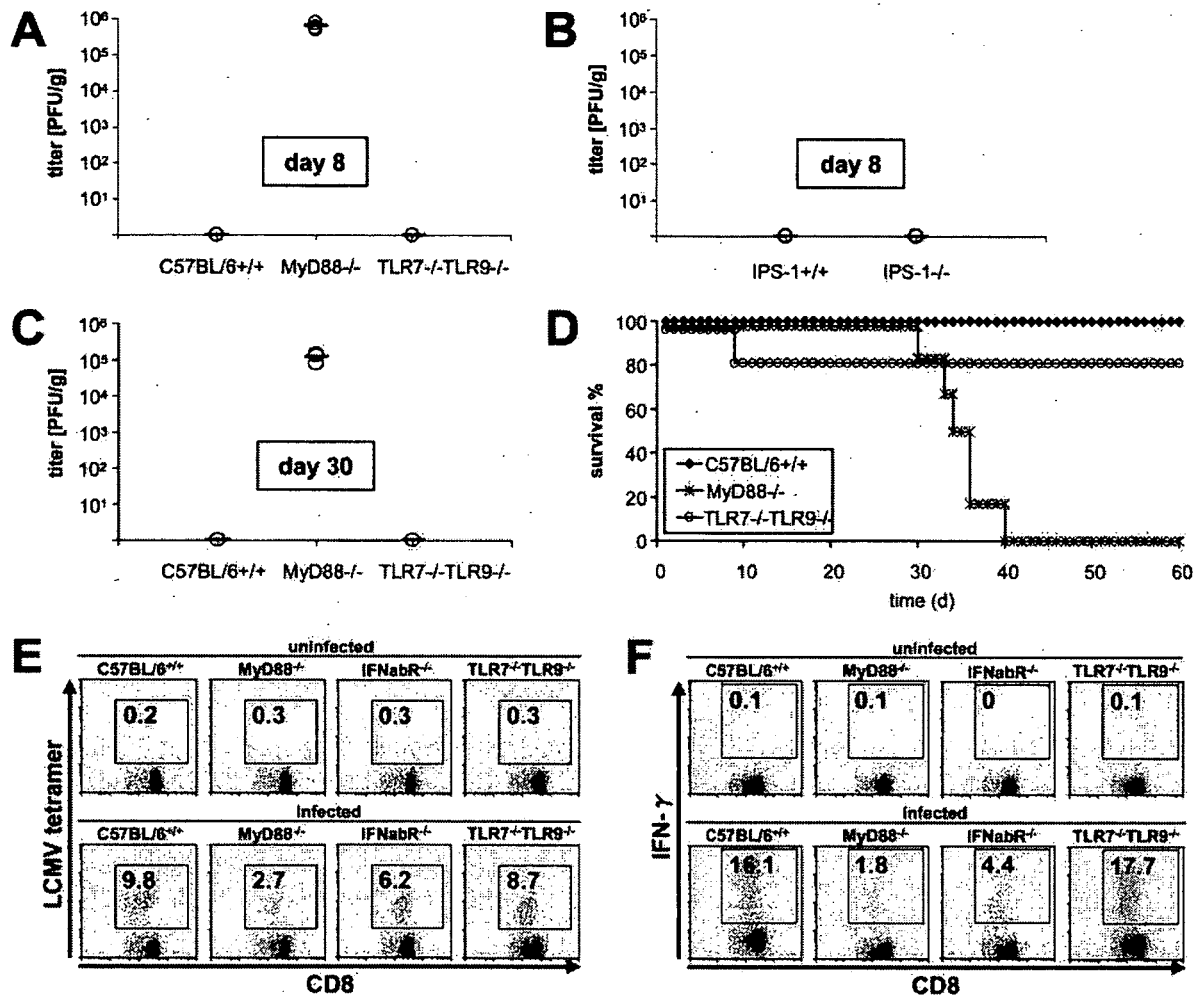 A
titer [PFU/g]
10⁶
10⁵
10⁴
10³
10²
10¹
day 8
C57BL/6+/+ MyD88-/- TLR7-/-TLR9-/-
B
titer [PFU/g]
10⁶
10⁵
10⁴
10³
10²
10¹
day 8
IPS-1+/+ IPS-1-/-
C
titer [PFU/g]
10⁶
10⁵
10⁴
10³
10²
10¹
day 30
C57BL/6+/+ MyD88-/- TLR7-/-TLR9-/-
D
survival %
100
80
60
40
20
0
C57BL/6+/+
MyD88-/-
TLR7-/-TLR9-/-
0 10 20 30 40 50 60
time (d)
E
uninfected
C57BL/6+/+ MyD88-/- IFNabR-/- TLR7-/-TLR9-/-
0.2 0.3 0.3 0.3
infected
C57BL/6+/+ MyD88-/- IFNabR-/- TLR7-/-TLR9-/-
9.8 2.7 6.2 8.7
LCMV tetramer
CD8
F
uninfected
C57BL/6+/+ MyD88-/- IFNabR-/- TLR7-/-TLR9-/-
0.1 0.1 0 0.1
infected
C57BL/6+/+ MyD88-/- IFNabR-/- TLR7-/-TLR9-/-
16.1 1.8 4.4 17.7
IFN-γ
CD8